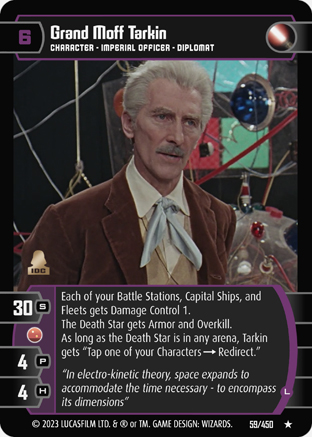 6
Grand Moff Tarkin
CHARACTER - IMPERIAL OFFICER - DIPLOMAT
IDC
30 S
4 P
4 H
Each of your Battle Stations, Capital Ships, and
Fleets gets Damage Control 1.
The Death Star gets Armor and Overkill.
As long as the Death Star is in any arena, Tarkin
gets “Tap one of your Characters → Redirect.”
“In electro-kinetic theory, space expands to
accommodate the time necessary - to encompass
its dimensions”
L
© 2023 LUCASFILM LTD. & ® or TM. GAME DESIGN: WIZARDS.
59/450 ★